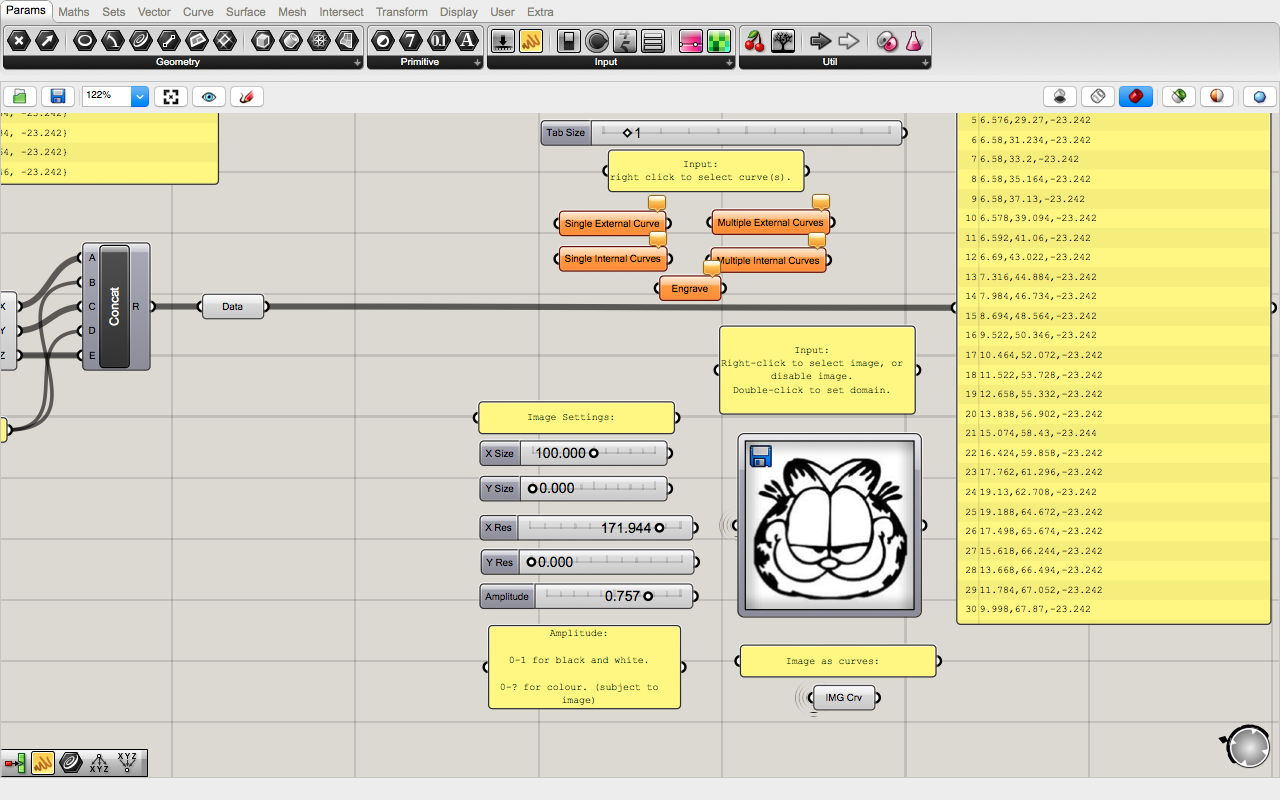 Params Maths Sets Vector Curve Surface Mesh Intersect Transform Display User Extra
7 0.1 A
Geometry Primitive Input Util
122%
, -23.242}
4, -23.242}
4, -23.242}
6, -23.242}
Tab Size 1
Input:
right click to select curve(s).
Single External Curve Multiple External Curves
Single Internal Curves Multiple Internal Curves
Engrave
X
Y
Z
A
B
C
D
E
Concat
R
Data
Input:
Right-click to select image, or
disable image.
Double-click to set domain.
Image Settings:
X Size 100.000
Y Size 0.000
X Res 171.944
Y Res 0.000
Amplitude 0.757
Amplitude:
0-1 for black and white.
0-? for colour. (subject to
image)
Image as curves:
IMG Crv
5 6.576,29.27,-23.242
6 6.58,31.234,-23.242
7 6.58,33.2,-23.242
8 6.58,35.164,-23.242
9 6.58,37.13,-23.242
10 6.578,39.094,-23.242
11 6.592,41.06,-23.242
12 6.69,43.022,-23.242
13 7.316,44.884,-23.242
14 7.984,46.734,-23.242
15 8.694,48.564,-23.242
16 9.522,50.346,-23.242
17 10.464,52.072,-23.242
18 11.522,53.728,-23.242
19 12.658,55.332,-23.242
20 13.838,56.902,-23.242
21 15.074,58.43,-23.244
22 16.424,59.858,-23.242
23 17.762,61.296,-23.242
24 19.13,62.708,-23.242
25 19.188,64.672,-23.242
26 17.498,65.674,-23.242
27 15.618,66.244,-23.242
28 13.668,66.494,-23.242
29 11.784,67.052,-23.242
30 9.998,67.87,-23.242
XYZ XYZ